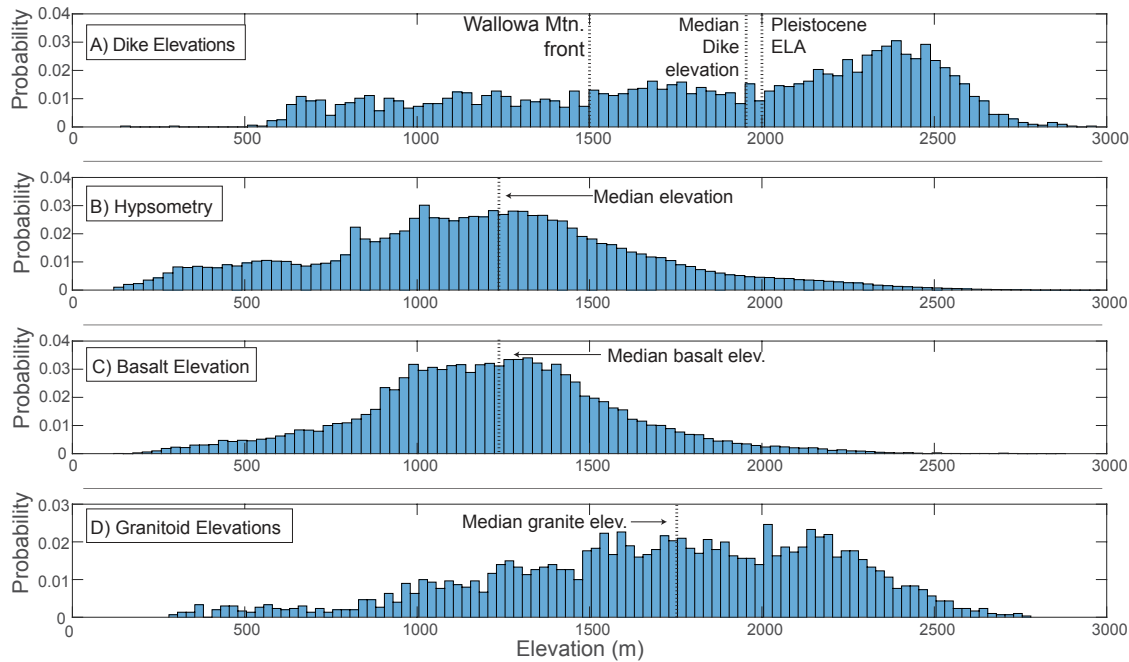 Probability
0.04
0.03
0.02
0.01
0
A) Dike Elevations
Wallowa Mtn.
front
Median
Dike
elevation
Pleistocene
ELA
0
500
1000
1500
2000
2500
3000
Probability
0.04
0.03
0.02
0.01
0
B) Hypsometry
Median elevation
0
500
1000
1500
2000
2500
3000
Probability
0.04
0.03
0.02
0.01
0
C) Basalt Elevation
Median basalt elev.
0
500
1000
1500
2000
2500
3000
Probability
0.03
0.02
0.01
0
D) Granitoid Elevations
Median granite elev.
0
500
1000
1500
2000
2500
3000
Elevation (m)